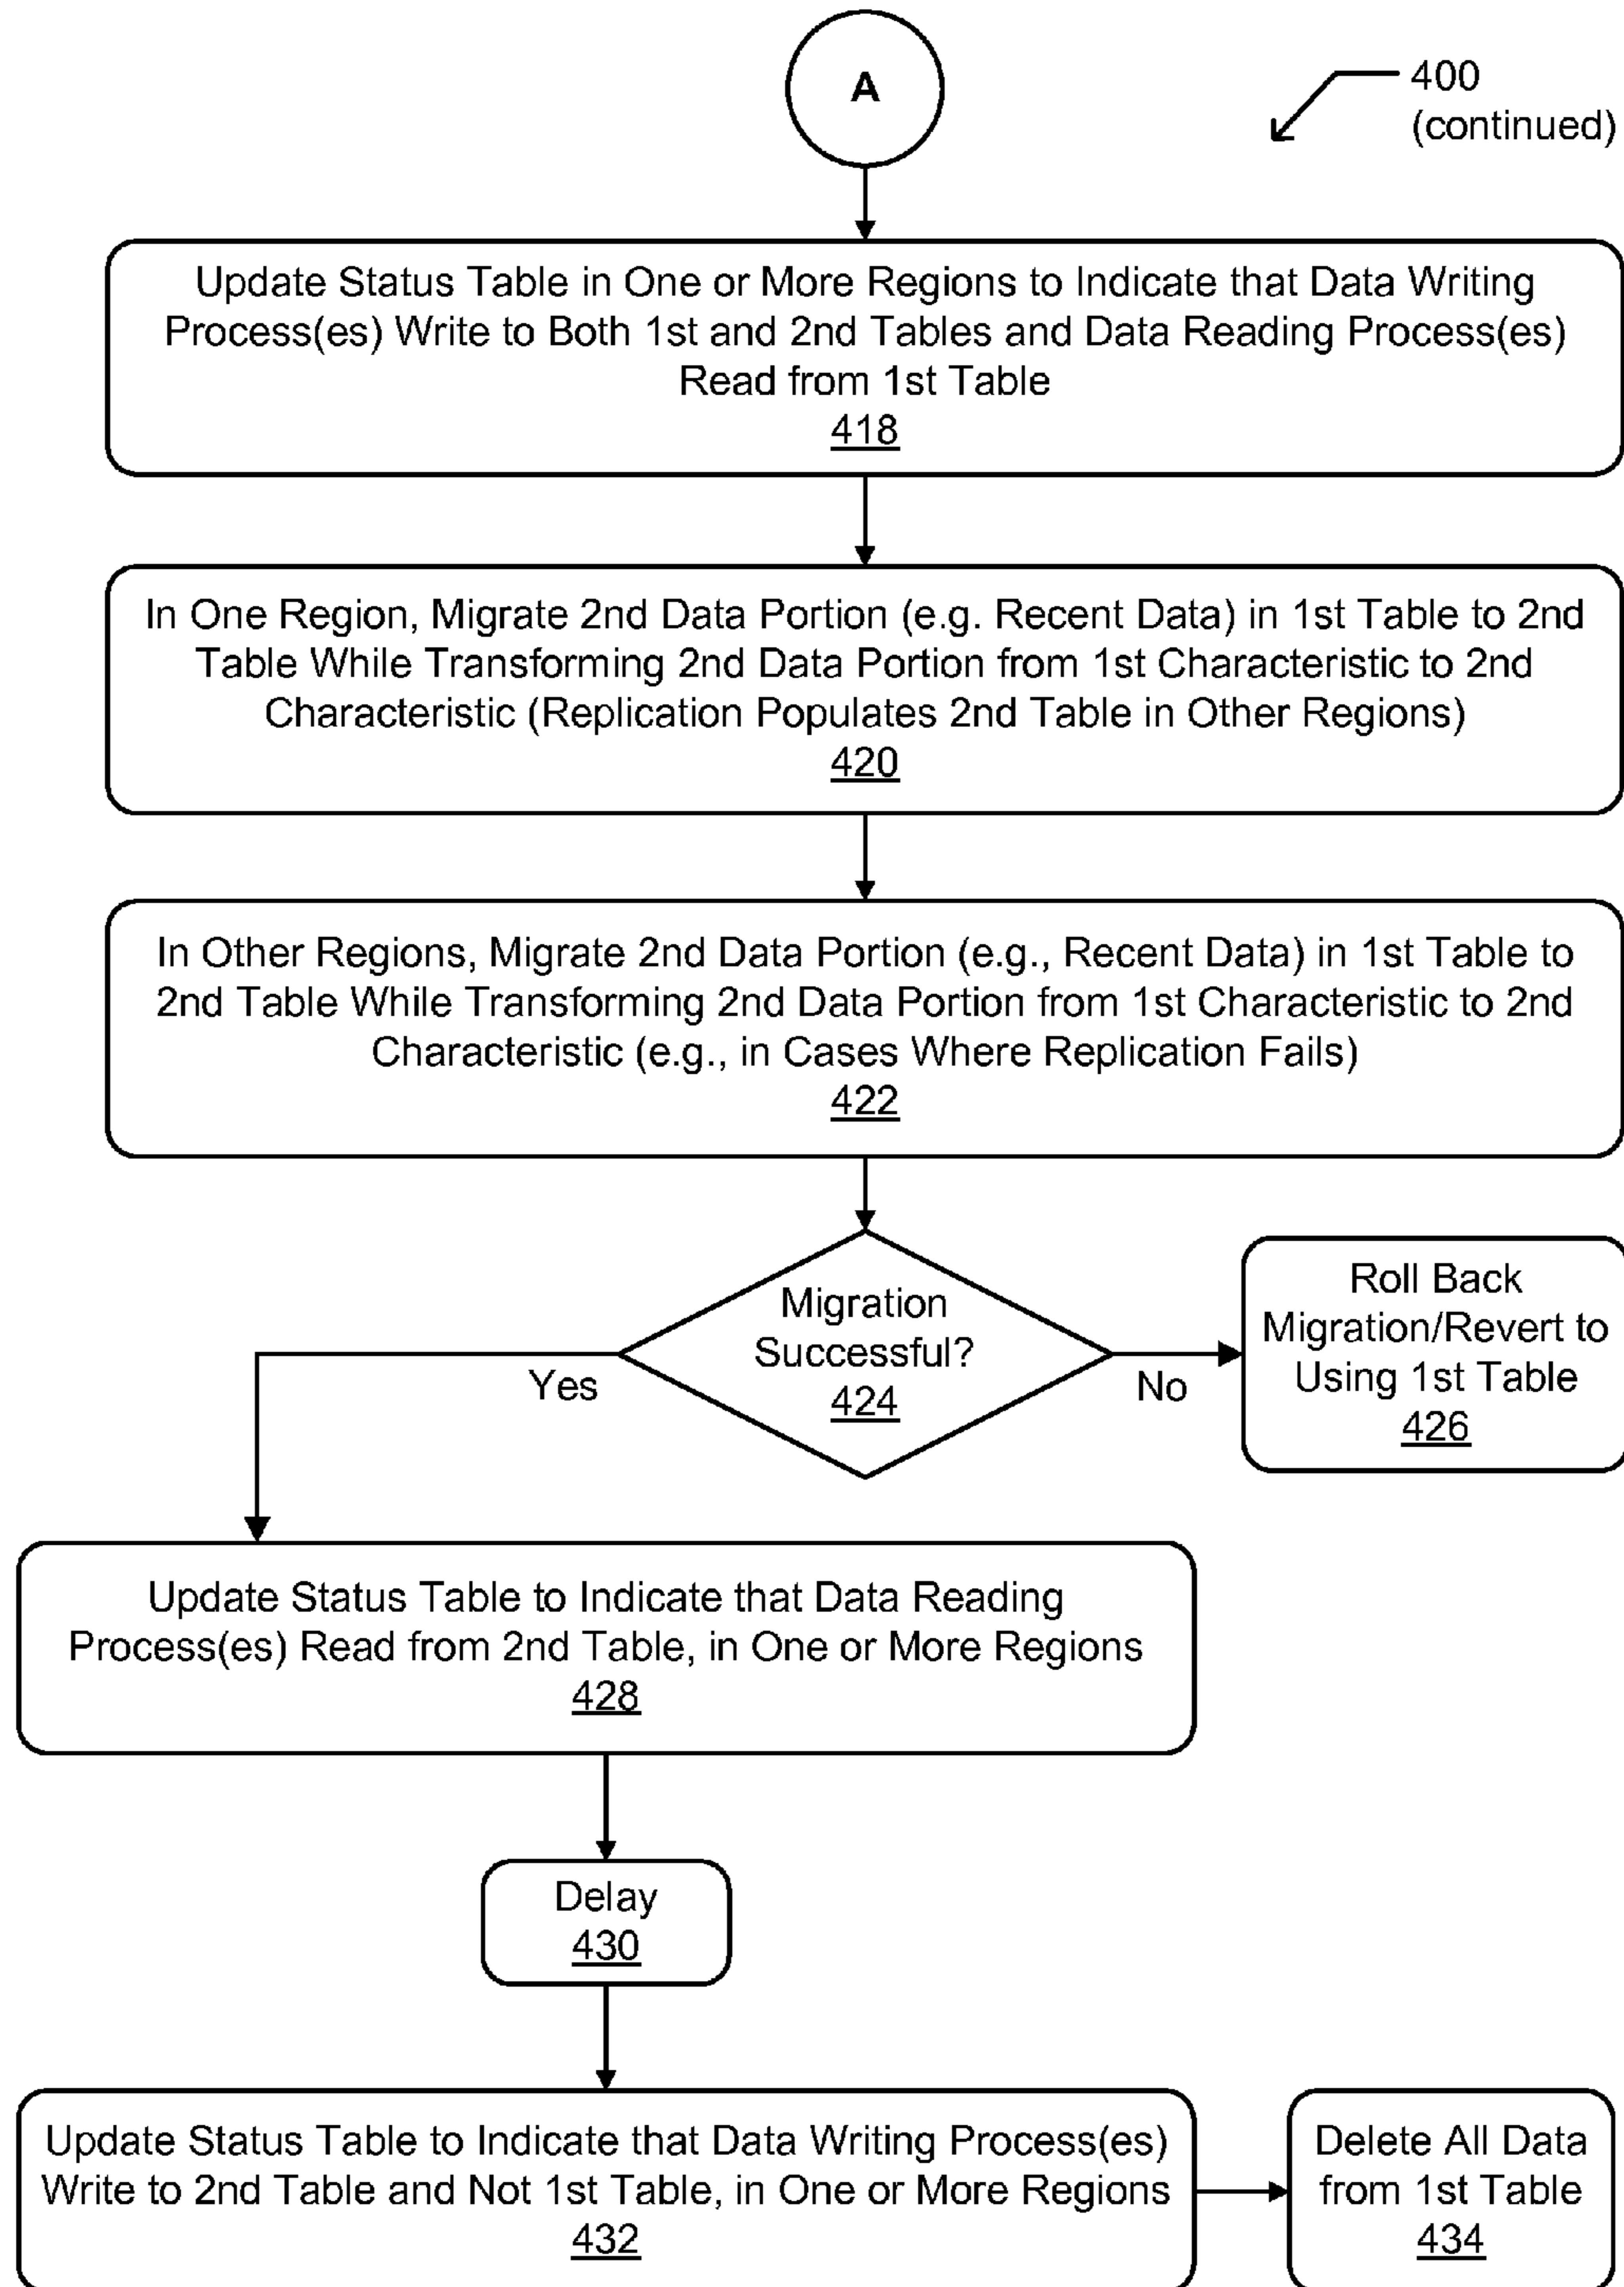 A
400
(continued)
Update Status Table in One or More Regions to Indicate that Data Writing
Process(es) Write to Both 1st and 2nd Tables and Data Reading Process(es)
Read from 1st Table
418
In One Region, Migrate 2nd Data Portion (e.g. Recent Data) in 1st Table to 2nd
Table While Transforming 2nd Data Portion from 1st Characteristic to 2nd
Characteristic (Replication Populates 2nd Table in Other Regions)
420
In Other Regions, Migrate 2nd Data Portion (e.g., Recent Data) in 1st Table to
2nd Table While Transforming 2nd Data Portion from 1st Characteristic to 2nd
Characteristic (e.g., in Cases Where Replication Fails)
422
Migration
Successful?
424
Yes
No
Roll Back
Migration/Revert to
Using 1st Table
426
Update Status Table to Indicate that Data Reading
Process(es) Read from 2nd Table, in One or More Regions
428
Delay
430
Update Status Table to Indicate that Data Writing Process(es)
Write to 2nd Table and Not 1st Table, in One or More Regions
432
Delete All Data
from 1st Table
434